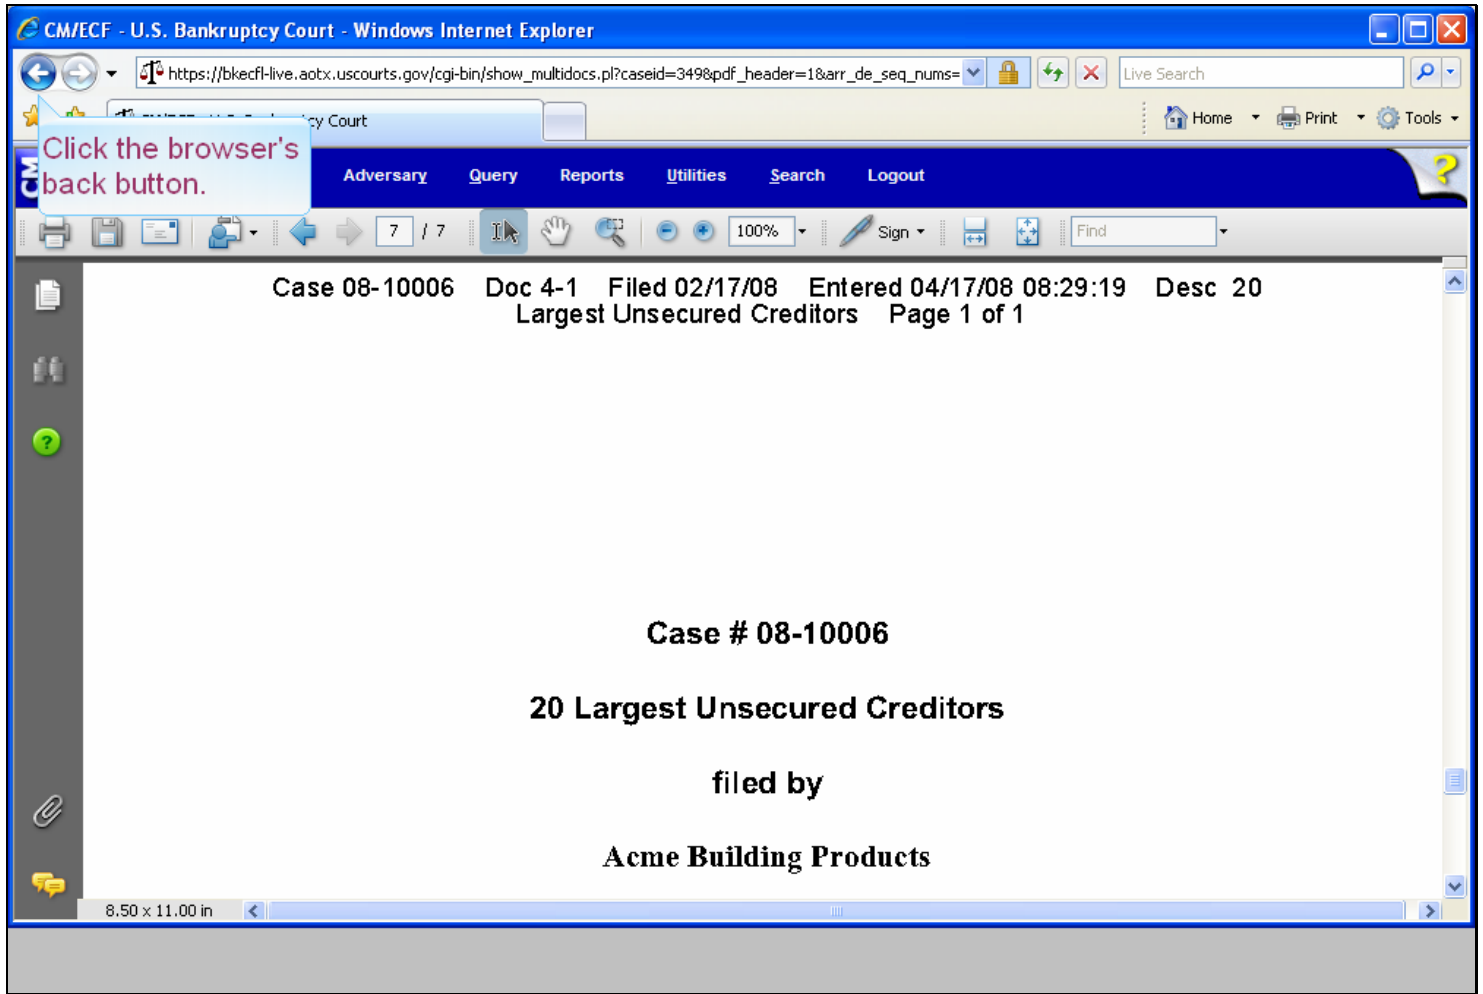 CM/ECF - U.S. Bankruptcy Court - Windows Internet Explorer
https://bkecfl-live.aotx.uscourts.gov/cgi-bin/show_multidocs.pl?caseid=349&pdf_header=1&arr_de_seq_nums=
Live Search
cy Court
Home
Print
Tools
Click the browser's
back button.
CM
Adversary Query Reports Utilities Search Logout
?
7 / 7
100%
Sign
Find
Case 08-10006 Doc 4-1 Filed 02/17/08 Entered 04/17/08 08:29:19 Desc 20
Largest Unsecured Creditors Page 1 of 1
?
Case # 08-10006
20 Largest Unsecured Creditors
filed by
Acme Building Products
8.50 x 11.00 in